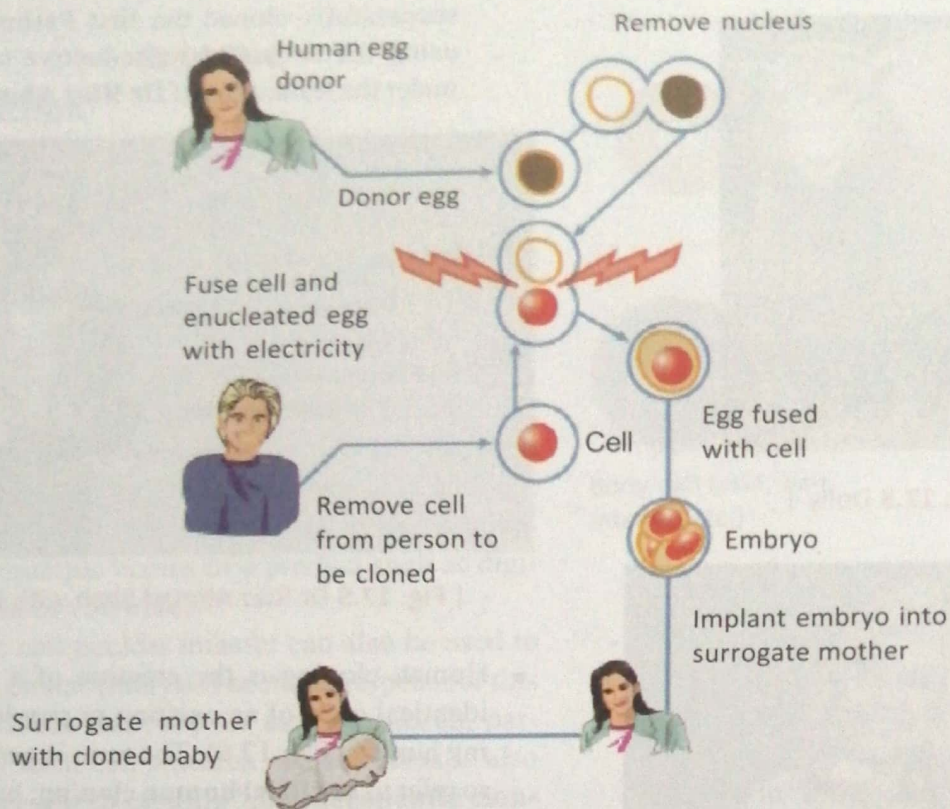 Remove nucleus
Human egg
donor
Donor egg
Fuse cell and
enucleated egg
with electricity
Cell
Egg fused
with cell
Remove cell
from person to
be cloned
Embryo
Implant embryo into
surrogate mother
Surrogate mother
with cloned baby